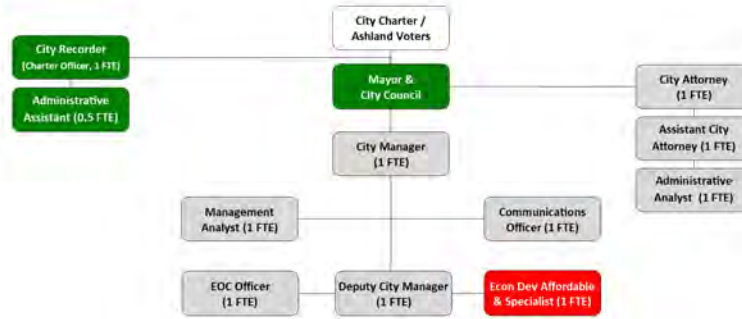 City Charter /
Ashland Voters
City Recorder
(Charter Officer, 1 FTE)
Administrative
Assistant (0.5 FTE)
Mayor &
City Council
City Attorney
(1 FTE)
Assistant City
Attorney (1 FTE)
Administrative
Analyst (1 FTE)
City Manager
(1 FTE)
Management
Analyst (1 FTE)
Communications
Officer (1 FTE)
EOC Officer
(1 FTE)
Deputy City Manager
(1 FTE)
Econ Dev Affordable
& Specialist (1 FTE)